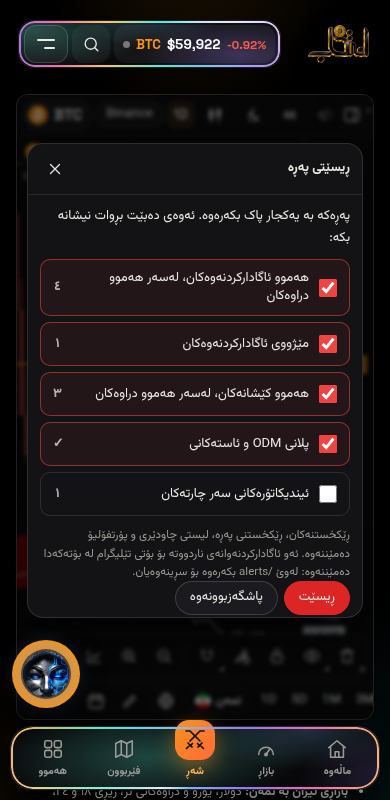 BTC $59,922 -0.92%
ڕیسێتی پەڕە
پەڕەکە بە یەکجار پاک بکەرەوە. ئەوەی دەبێت بڕوات نیشانە
بکە:
هەموو ئاگادارکردنەوەکان، لەسەر هەموو
دراوەکان
٤
مێژووی ئاگادارکردنەوەکان ١
هەموو کێشانەکان، لەسەر هەموو دراوەکان ٣
پلانی ODM و ئاستەکانی ✓
ئیندیکاتۆرەکانی سەر چارتەکان ١
ڕێکخستنەکان، ڕێکخستنی پەڕە، لیستی چاودێری و پۆرتفۆلیۆ
دەمێننەوە. ئەو ئاگادارکردنەوانەی ناردووتە بۆ بۆتی تێلیگرام لە بۆتەکەدا
دەمێننەوە: لەوێ /alerts بکەرەوە بۆ سڕینەوەیان.
ڕیسێت پاشگەزبوونەوە
ماڵەوە بازاڕ شەڕ فێربوون هەموو